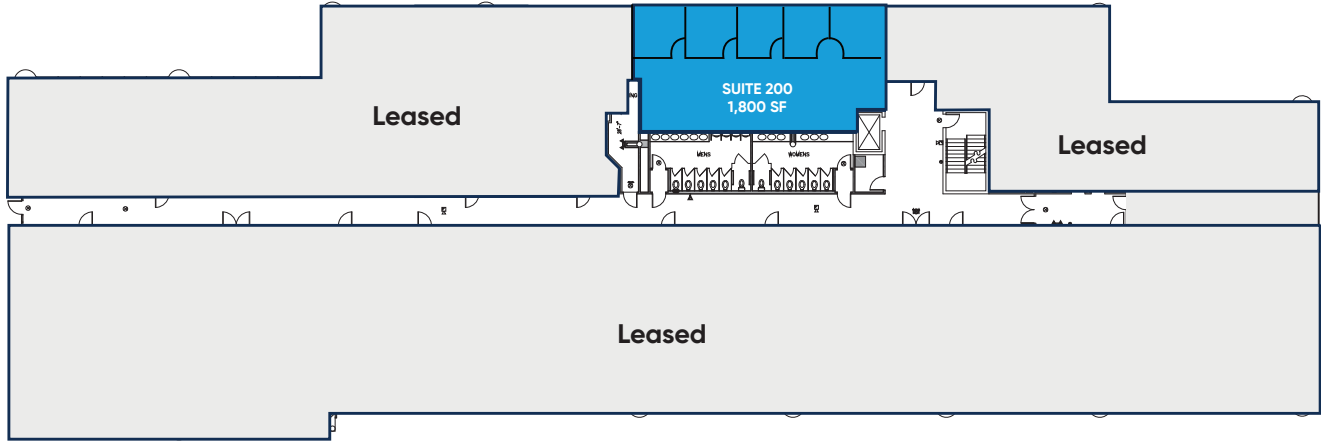 SUITE 200
1,800 SF
Leased
Leased
MENS
WOMENS
Leased